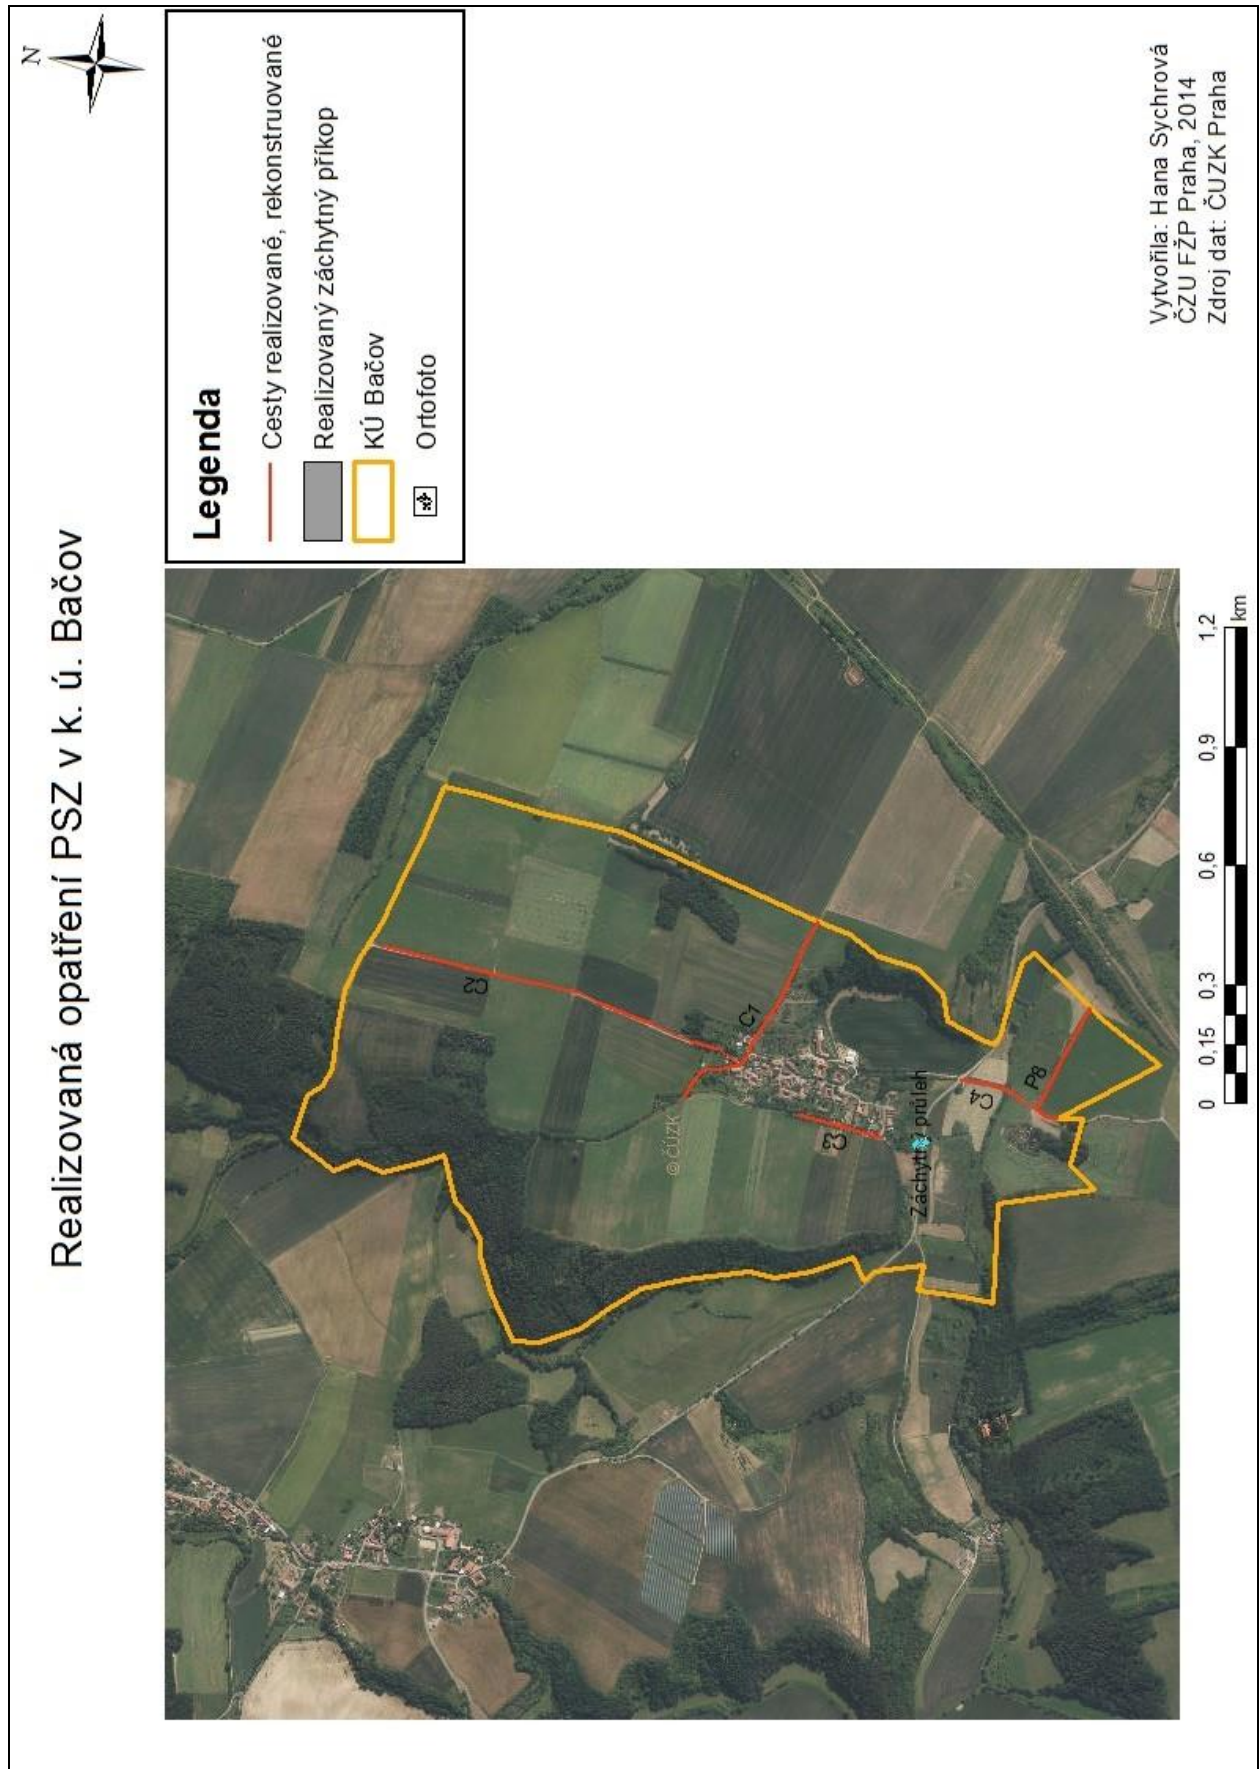 Realizovaná opatření PSZ v k. ú. Bačov
N
Legenda
Cesty realizované, rekonstruované
Realizovaný záchytný příkop
KÚ Bačov
Ortofoto
C2
C1
C3
©ČÚZK
Záchytný průleh
C4
P8
0 0,15 0,3 0,6 0,9 1,2
km
Vytvořila: Hana Sychrová
ČZU FŽP Praha, 2014
Zdroj dat: ČUZK Praha